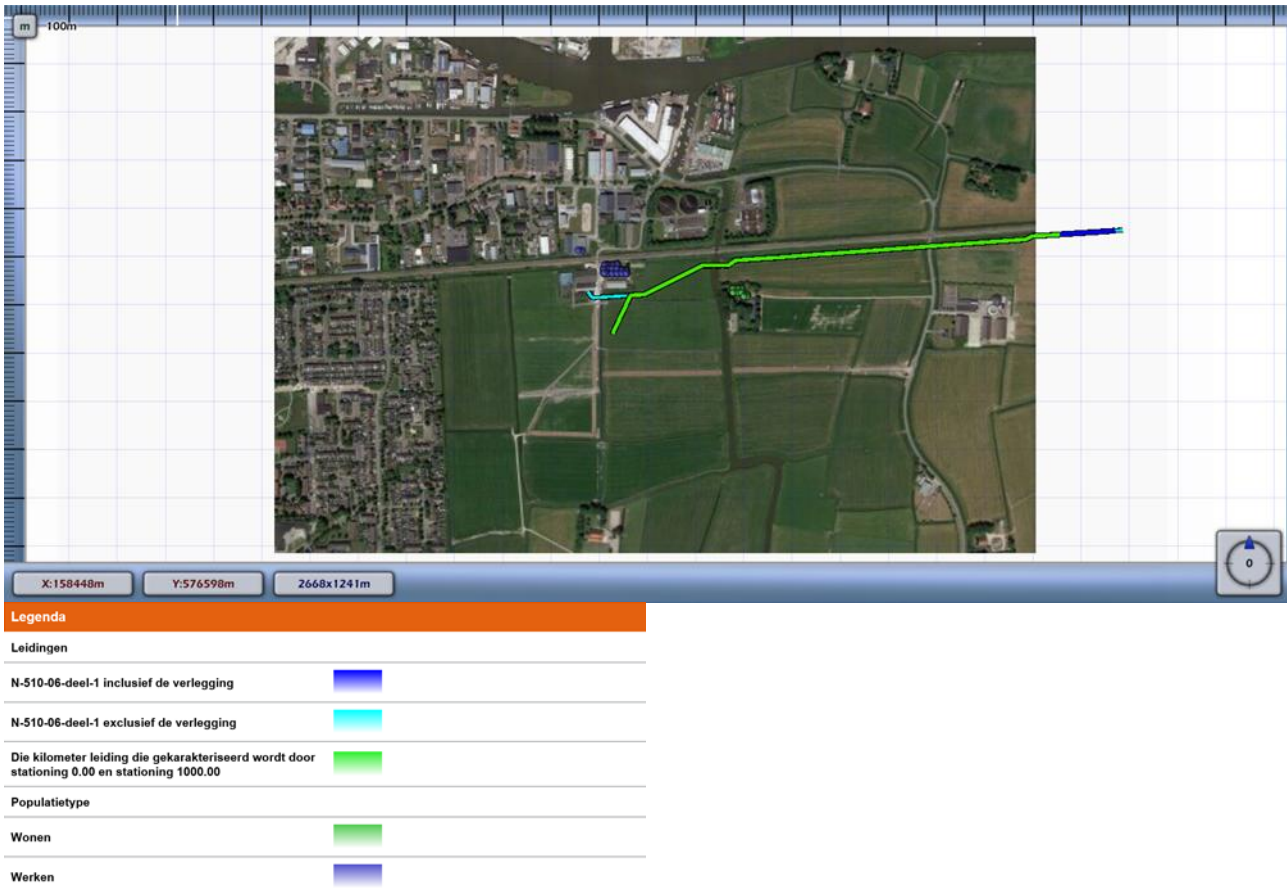 m 100m
X:158448m Y:576598m 2668x1241m 0
Legenda
Leidingen
N-510-06-deel-1 inclusief de verlegging
N-510-06-deel-1 exclusief de verlegging
Die kilometer leiding die gekarakteriseerd wordt door
stationing 0.00 en stationing 1000.00
Populatietype
Wonen
Werken